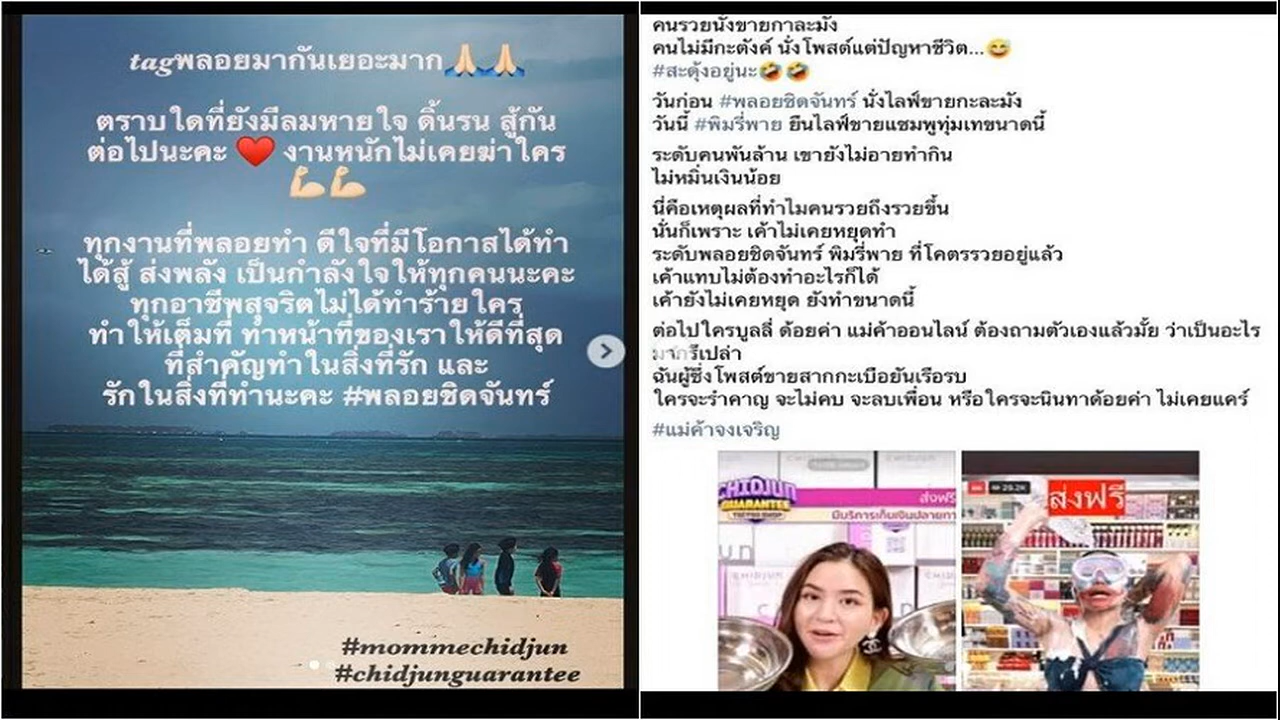 tagพลอยมากันเยอะมาก🙏🏻🙏🏻
ตราบใดที่ยังมีลมหายใจ ดิ้นรน สู้กัน
ต่อไปนะคะ ❤️ งานหนักไม่เคยฆ่าใคร
💪🏻💪🏻
ทุกงานที่พลอยทำ ดีใจที่มีโอกาสได้ทำ
ได้สู้ ส่งพลัง เป็นกำลังใจให้ทุกคนนะคะ
ทุกอาชีพสุจริตไม่ได้ทำร้ายใคร
ทำให้เต็มที่ ทำหน้าที่ของเราให้ดีที่สุด
ที่สำคัญทำในสิ่งที่รัก และ
รักในสิ่งที่ทำนะคะ #พลอยชิดจันทร์
#mommechidjun
#chidjunguarantee
คนรวยนั่งขายกาละมัง
คนไม่มีกะตังค์ นั่งโพสต์แต่ปัญหาชีวิต...😅
#สะดุ้งอยู่นะ🤣🤣
วันก่อน #พลอยชิดจันทร์ นั่งไลฟ์ขายกะละมัง
วันนี้ #พิมรี่พาย ยืนไลฟ์ขายแชมพูทุ่มเทขนาดนี้
ระดับคนพันล้าน เขายังไม่อายทำกิน
ไม่หมิ่นเงินน้อย
นี่คือเหตุผลที่ทำไมคนรวยถึงรวยขึ้น
นั่นก็เพราะ เค้าไม่เคยหยุดทำ
ระดับพลอยชิดจันทร์ พิมรี่พาย ที่โคตรรวยอยู่แล้ว
เค้าแทบไม่ต้องทำอะไรก็ได้
เค้ายังไม่เคยหยุด ยังทำขนาดนี้
ต่อไปใครบูลลี่ ด้อยค่า แม่ค้าออนไลน์ ต้องถามตัวเองแล้วมั้ย ว่าเป็นอะไร
มากรึเปล่า
ฉันผู้ซึ่งโพสต์ขายสากกะเบือยันเรือรบ
ใครจะรำคาญ จะไม่คบ จะลบเพื่อน หรือใครจะนินทาด้อยค่า ไม่เคยแคร์
#แม่ค้าจงเจริญ
CHIDJUN
GUARANTEE
ส่งฟรี
มีบริการเก็บเงินปลายทา
ส่งฟรี